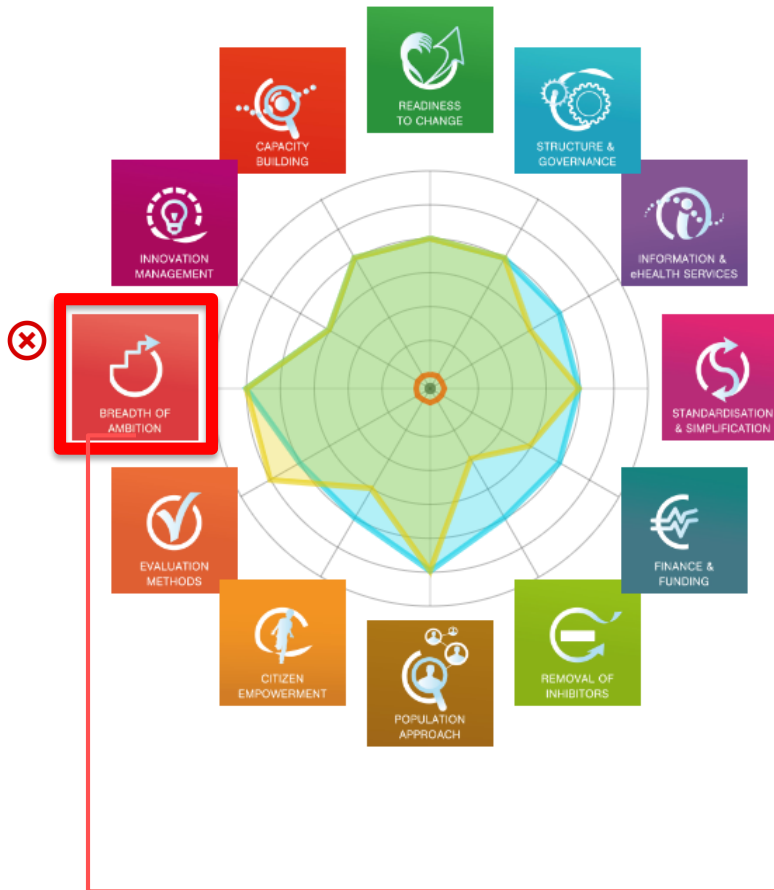 READINESS
TO CHANGE
STRUCTURE &
GOVERNANCE
INFORMATION &
eHEALTH SERVICES
STANDARDISATION
& SIMPLIFICATION
FINANCE &
FUNDING
REMOVAL OF
INHIBITORS
POPULATION
APPROACH
CITIZEN
EMPOWERMENT
EVALUATION
METHODS
BREADTH OF
AMBITION
INNOVATION
MANAGEMENT
CAPACITY
BUILDING